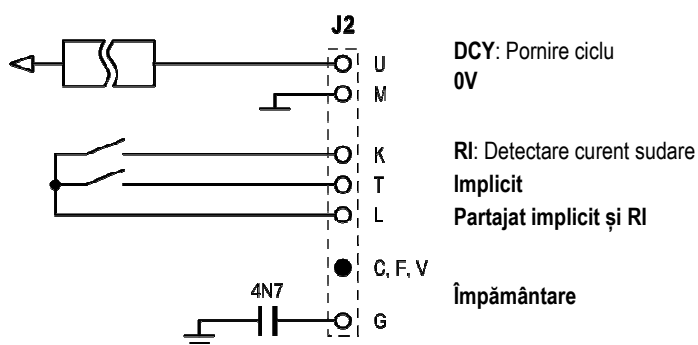 J2
U DCY: Pornire ciclu
M 0V
K RI: Detectare curent sudare
T Implicit
L Partajat implicit și RI
C, F, V
4N7
G Împământare